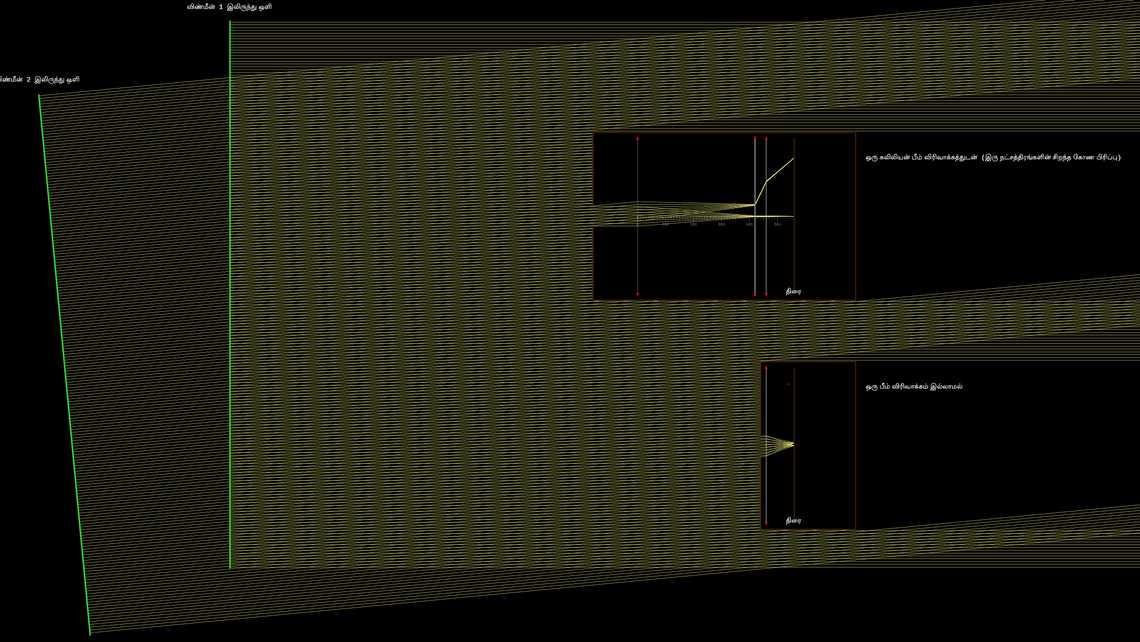 விண்மீன் 1 இலிருந்து ஒளி
2 இலிருந்து ஒளி
ஒரு கலிலியன் பீம் விரிவாக்கத்துடன் (இரு நட்சத்திரங்களின் சிறந்த கோண பிரிப்பு)
திரை
ஒரு பீம் விரிவாக்கம் இல்லாமல்
திரை